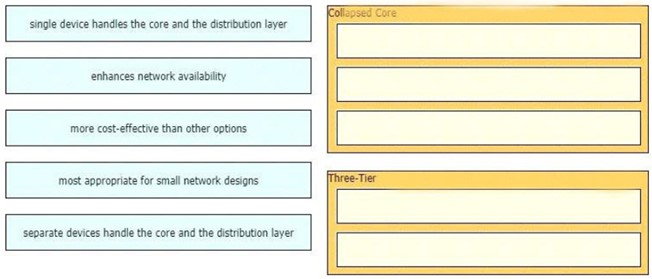 single device handles the core and the distribution layer
enhances network availability
more cost-effective than other options
most appropriate for small network designs
separate devices handle the core and the distribution layer
Collapsed Core
Three-Tier